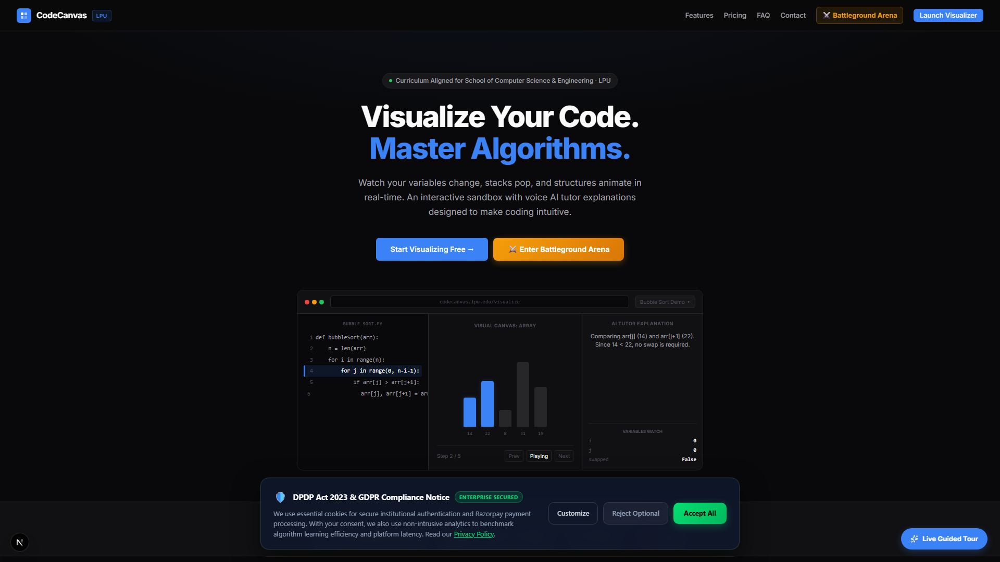 CodeCanvas LPU
Features Pricing FAQ Contact ⚔ Battleground Arena Launch Visualizer
Curriculum Aligned for School of Computer Science & Engineering · LPU
Visualize Your Code.
Master Algorithms.
Watch your variables change, stacks pop, and structures animate in
real-time. An interactive sandbox with voice AI tutor explanations
designed to make coding intuitive.
Start Visualizing Free →
⚔ Enter Battleground Arena
codecanvas.lpu.edu/visualize
Bubble Sort Demo ▾
BUBBLE_SORT.PY
1 def bubbleSort(arr):
2 n = len(arr)
3 for i in range(n):
4 for j in range(0, n-i-1):
5 if arr[j] > arr[j+1]:
6 arr[j], arr[j+1] = arr
VISUAL CANVAS: ARRAY
14 22 8 31 19
Step 2 / 5 Prev Playing Next
AI TUTOR EXPLANATION
Comparing arr[j] (14) and arr[j+1] (22).
Since 14 < 22, no swap is required.
VARIABLES WATCH
i 0
j 0
swapped False
DPDP Act 2023 & GDPR Compliance Notice ENTERPRISE SECURED
We use essential cookies for secure institutional authentication and Razorpay payment
processing. With your consent, we also use non-intrusive analytics to benchmark
algorithm learning efficiency and platform latency. Read our Privacy Policy.
Customize Reject Optional Accept All
N
Live Guided Tour